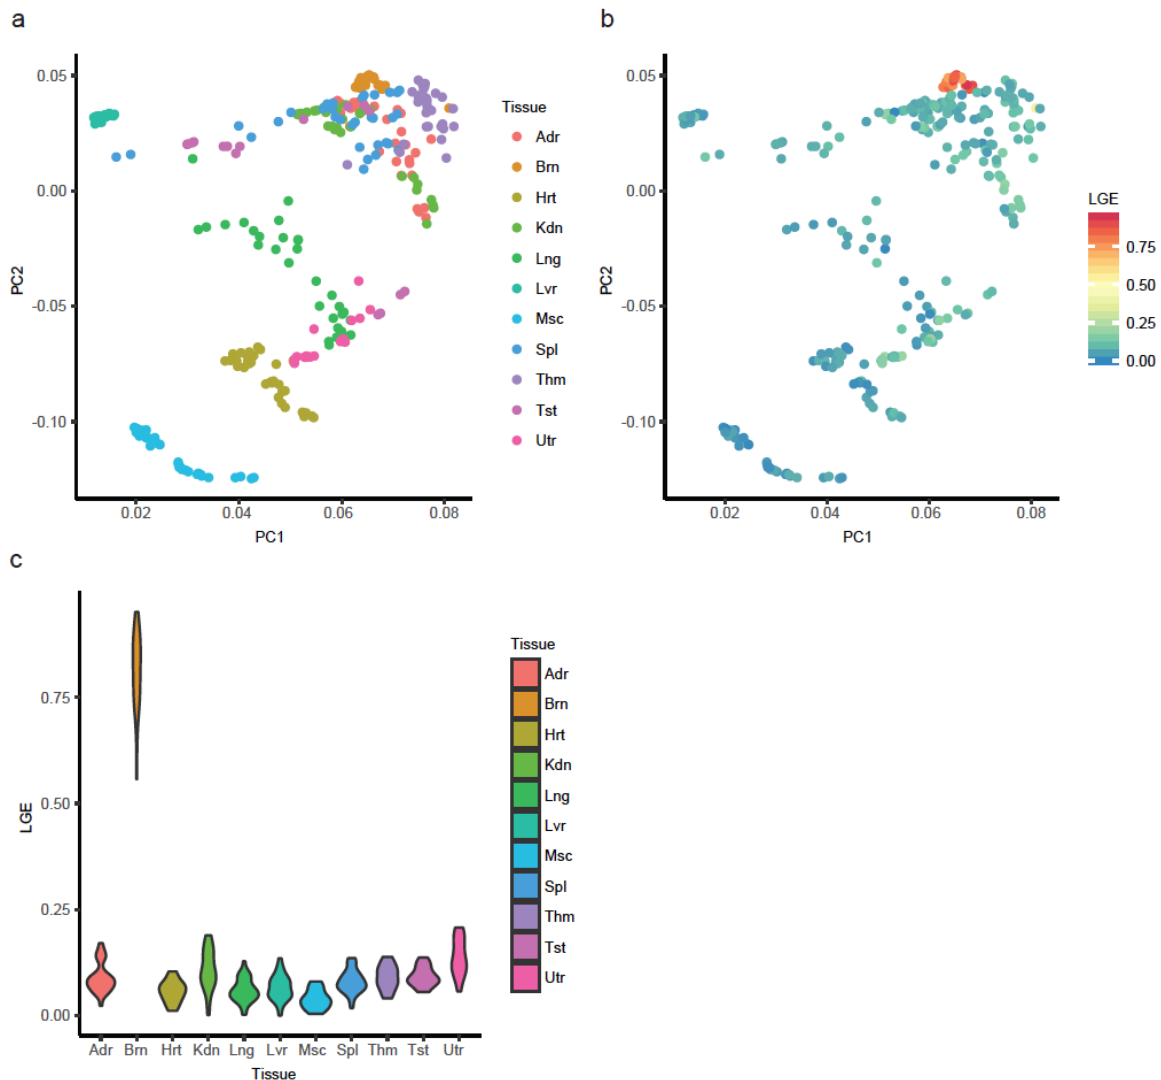 a
0.05
0.00
-0.05
-0.10
PC2
0.02 0.04 0.06 0.08
PC1
Tissue
Adr
Brn
Hrt
Kdn
Lng
Lvr
Msc
Spl
Thm
Tst
Utr
b
0.05
0.00
-0.05
-0.10
PC2
0.02 0.04 0.06 0.08
PC1
LGE
0.75
0.50
0.25
0.00
c
0.75
0.50
0.25
0.00
LGE
Adr Brn Hrt Kdn Lng Lvr Msc Spl Thm Tst Utr
Tissue
Tissue
Adr
Brn
Hrt
Kdn
Lng
Lvr
Msc
Spl
Thm
Tst
Utr